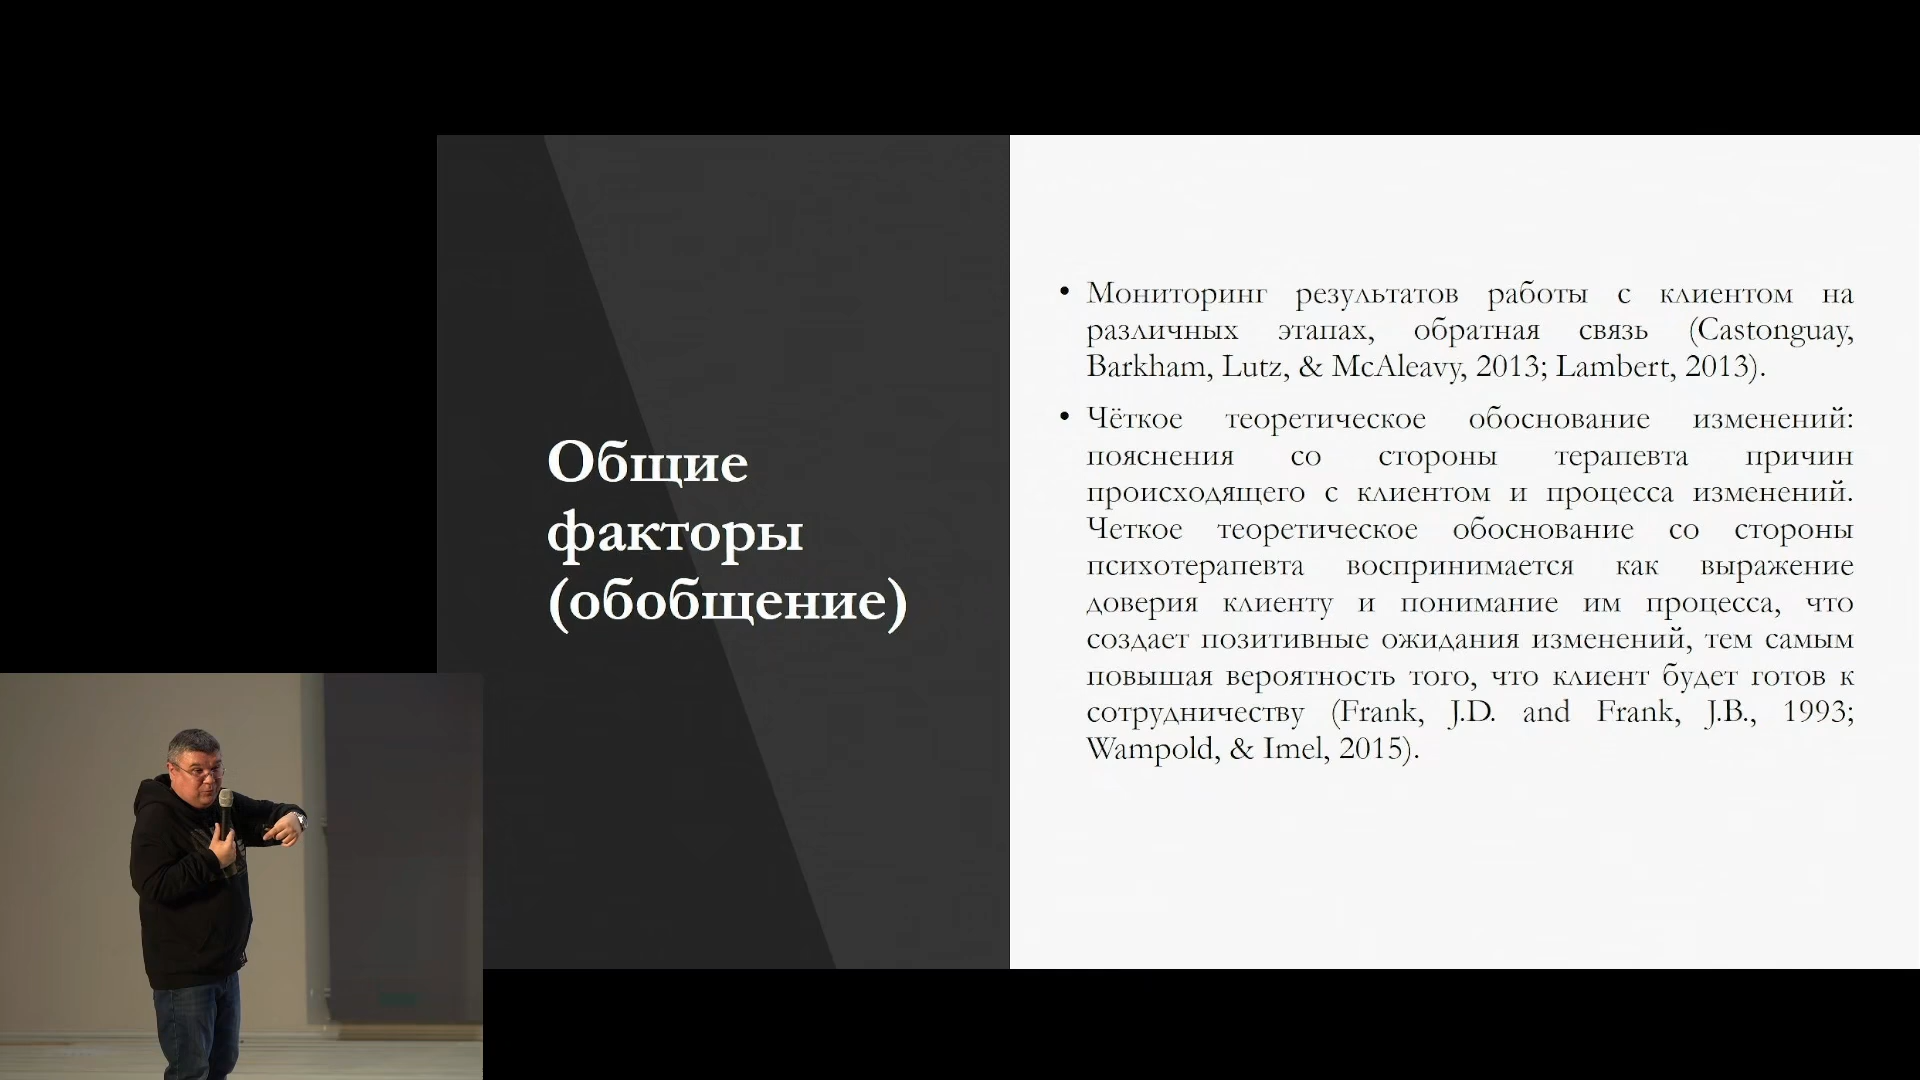 Общие
факторы
(обобщение)
• Мониторинг результатов работы с клиентом на
различных этапах, обратная связь (Castonguay,
Barkham, Lutz, & McAleavy, 2013; Lambert, 2013).
• Чёткое теоретическое обоснование изменений:
пояснения со стороны терапевта причин
происходящего с клиентом и процесса изменений.
Четкое теоретическое обоснование со стороны
психотерапевта воспринимается как выражение
доверия клиенту и понимание им процесса, что
создает позитивные ожидания изменений, тем самым
повышая вероятность того, что клиент будет готов к
сотрудничеству (Frank, J.D. and Frank, J.B., 1993;
Wampold, & Imel, 2015).